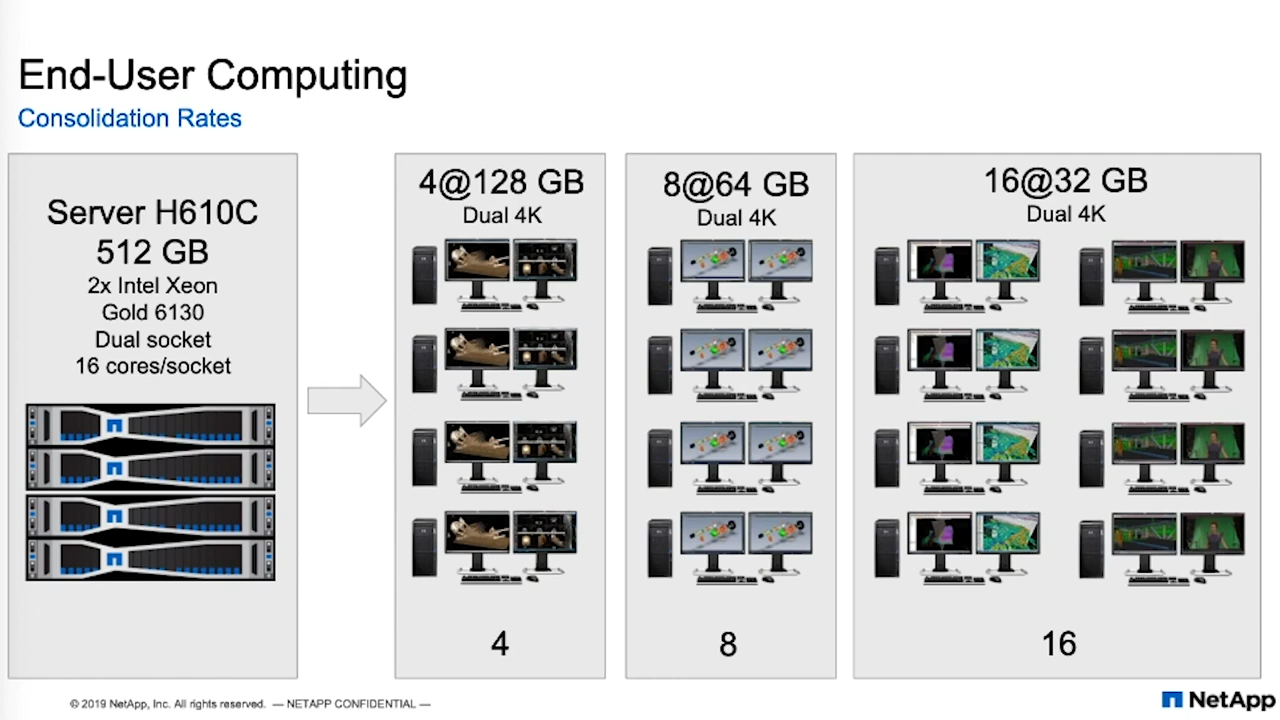 End-User Computing
Consolidation Rates
Server H610C
512 GB
2x Intel Xeon
Gold 6130
Dual socket
16 cores/socket
4@128 GB
Dual 4K
4
8@64 GB
Dual 4K
8
16@32 GB
Dual 4K
16
© 2019 NetApp, Inc. All rights reserved. — NETAPP CONFIDENTIAL —
NetApp